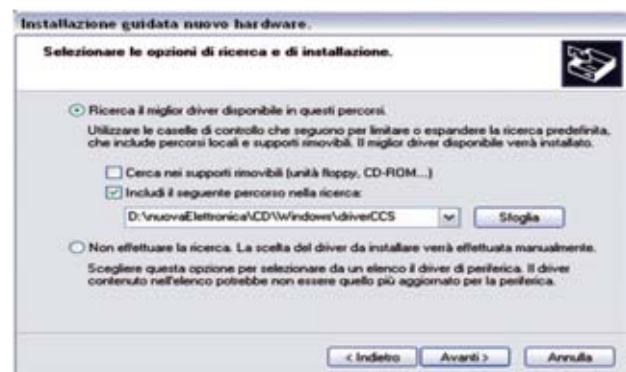 Installazione guidata nuovo hardware.
Selezionare le opzioni di ricerca e di installazione.
Ricerca il miglior driver disponibile in questi percorsi.
Utilizzare le caselle di controllo che seguono per limitare o espandere la ricerca predefinita,
che include percorsi locali e supporti rimovibili. Il miglior driver disponibile verrà installato.
Cerca nei supporti rimovibili (unità floppy, CD-ROM...)
Includi il seguente percorso nella ricerca:
D:\nuovaElettronica\CD\Windows\driverCCS
Sfoglia
Non effettuare la ricerca. La scelta del driver da installare verrà effettuata manualmente.
Scegliere questa opzione per selezionare da un elenco il driver di periferica. Il driver
contenuto nell'elenco potrebbe non essere quello più aggiornato per la periferica.
< Indietro Avanti > Annulla